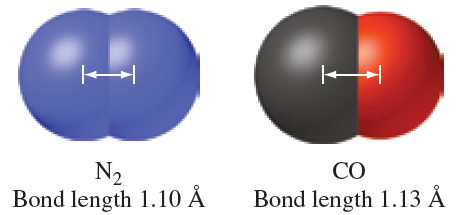 N₂
Bond length 1.10 Å
CO
Bond length 1.13 Å